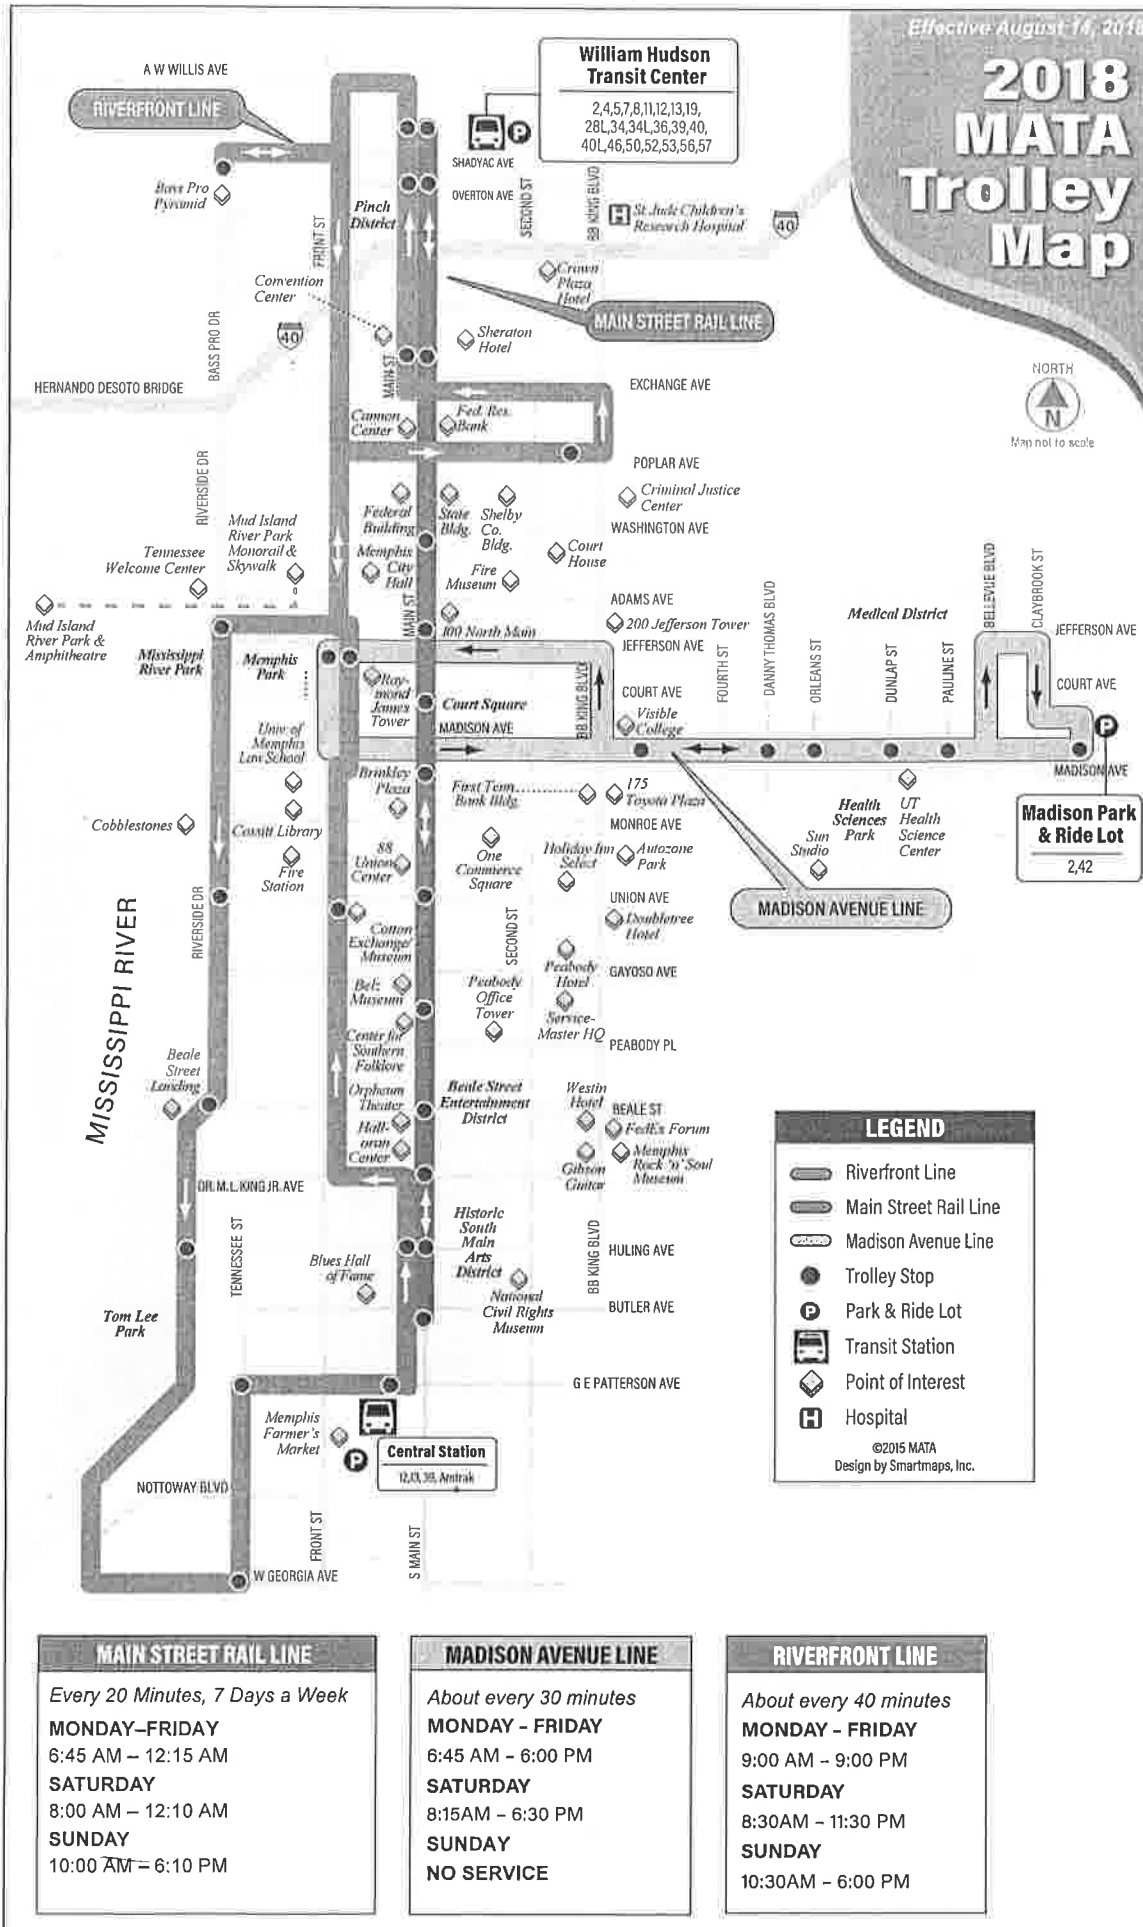 Effective August 14, 2018
2018
MATA
Trolley
Map
A W WILLIS AVE
RIVERFRONT LINE
William Hudson
Transit Center
2,4,5,7,8,11,12,13,19,
28L,34,34L,36,39,40,
40L,46,50,52,53,56,57
P
SHADYAC AVE
OVERTON AVE
Bass Pro
Pyramid
Pinch
District
FRONT ST
SECOND ST
BB KING BLVD
H
St. Jude Children's
Research Hospital
40
Convention
Center
Crown
Plaza
Hotel
MAIN STREET RAIL LINE
40
Sheraton
Hotel
BASS PRO DR
MAIN ST
HERNANDO DESOTO BRIDGE
EXCHANGE AVE
NORTH
N
Map not to scale
Cannon
Center
Fed. Res.
Bank
POPLAR AVE
RIVERSIDE DR
Federal
Building
State
Bldg.
Shelby
Co.
Bldg.
Criminal Justice
Center
WASHINGTON AVE
Mud Island
River Park
Monorail &
Skywalk
Tennessee
Welcome Center
Memphis
City
Hall
Fire
Museum
Court
House
MAIN ST
ADAMS AVE
Mud Island
River Park &
Amphitheatre
100 North Main
200 Jefferson Tower
JEFFERSON AVE
Medical District
BELLEVUE BLVD
CLAYBROOK ST
JEFFERSON AVE
Mississippi
River Park
Memphis
Park
Ray-
mond
James
Tower
Court Square
MADISON AVE
BB KING BLVD
COURT AVE
Visible
College
FOURTH ST
DANNY THOMAS BLVD
ORLEANS ST
DUNLAP ST
PAULINE ST
COURT AVE
P
MADISON AVE
Univ. of
Memphis
Law School
Brinkley
Plaza
First Tenn.
Bank Bldg.
175
Toyota Plaza
MONROE AVE
Madison Park
& Ride Lot
2,42
Cobblestones
Cossitt Library
Fire
Station
88
Union
Center
One
Commerce
Square
Holiday Inn
Select
Autozone
Park
Sun
Studio
Health
Sciences
Park
UT
Health
Science
Center
UNION AVE
MADISON AVENUE LINE
RIVERSIDE DR
MISSISSIPPI RIVER
Cotton
Exchange/
Museum
SECOND ST
Doubletree
Hotel
Peabody
Hotel
GAYOSO AVE
Belz
Museum
Peabody
Office
Tower
Service-
Master HQ
Center for
Southern
Folklore
PEABODY PL
Beale
Street
Landing
Orpheum
Theater
Hall-
oran
Center
Beale Street
Entertainment
District
Westin
Hotel
BEALE ST
FedEx Forum
Gibson
Guitar
Memphis
Rock 'n' Soul
Museum
DR. M. L. KING JR. AVE
TENNESSEE ST
Historic
South
Main
Arts
District
BB KING BLVD
HULING AVE
Blues Hall
of Fame
National
Civil Rights
Museum
BUTLER AVE
Tom Lee
Park
G E PATTERSON AVE
Memphis
Farmer's
Market
P
Central Station
12,13, 39, Amtrak
NOTTOWAY BLVD
FRONT ST
S MAIN ST
W GEORGIA AVE
LEGEND
Riverfront Line
Main Street Rail Line
Madison Avenue Line
Trolley Stop
P Park & Ride Lot
Transit Station
Point of Interest
H Hospital
©2015 MATA
Design by Smartmaps, Inc.
MAIN STREET RAIL LINE
Every 20 Minutes, 7 Days a Week
MONDAY–FRIDAY
6:45 AM – 12:15 AM
SATURDAY
8:00 AM – 12:10 AM
SUNDAY
10:00 AM – 6:10 PM
MADISON AVENUE LINE
About every 30 minutes
MONDAY - FRIDAY
6:45 AM - 6:00 PM
SATURDAY
8:15AM – 6:30 PM
SUNDAY
NO SERVICE
RIVERFRONT LINE
About every 40 minutes
MONDAY - FRIDAY
9:00 AM - 9:00 PM
SATURDAY
8:30AM – 11:30 PM
SUNDAY
10:30AM – 6:00 PM